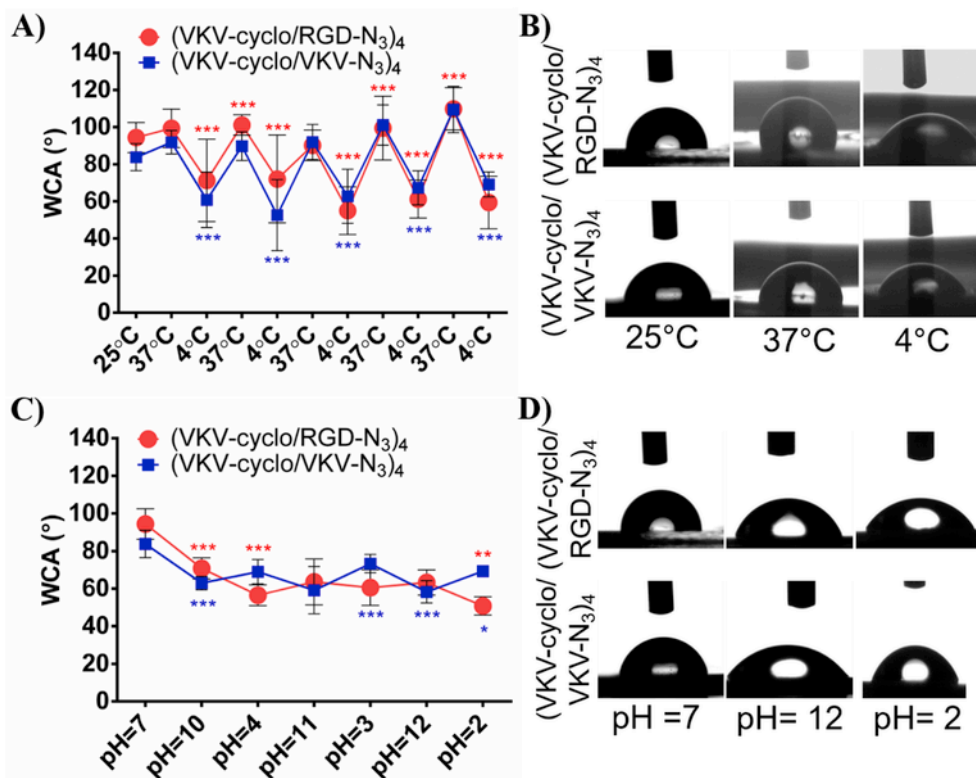 A)
(VKV-cyclo/RGD-N₃)₄
(VKV-cyclo/VKV-N₃)₄
WCA (°)
140
120
100
80
60
40
20
0
*** *** *** *** *** *** *** ***
*** *** *** *** ***
25°C 37°C 4°C 37°C 4°C 37°C 4°C 37°C 4°C 37°C 4°C
B)
(VKV-cyclo/
RGD-N₃)₄
(VKV-cyclo/
VKV-N₃)₄
25°C 37°C 4°C
C)
(VKV-cyclo/RGD-N₃)₄
(VKV-cyclo/VKV-N₃)₄
WCA (°)
140
120
100
80
60
40
20
0
*** *** **
*** *** *** *
pH=7 pH=10 pH=4 pH=11 pH=3 pH=12 pH=2
D)
(VKV-cyclo/
RGD-N₃)₄
(VKV-cyclo/
VKV-N₃)₄
pH =7 pH= 12 pH= 2